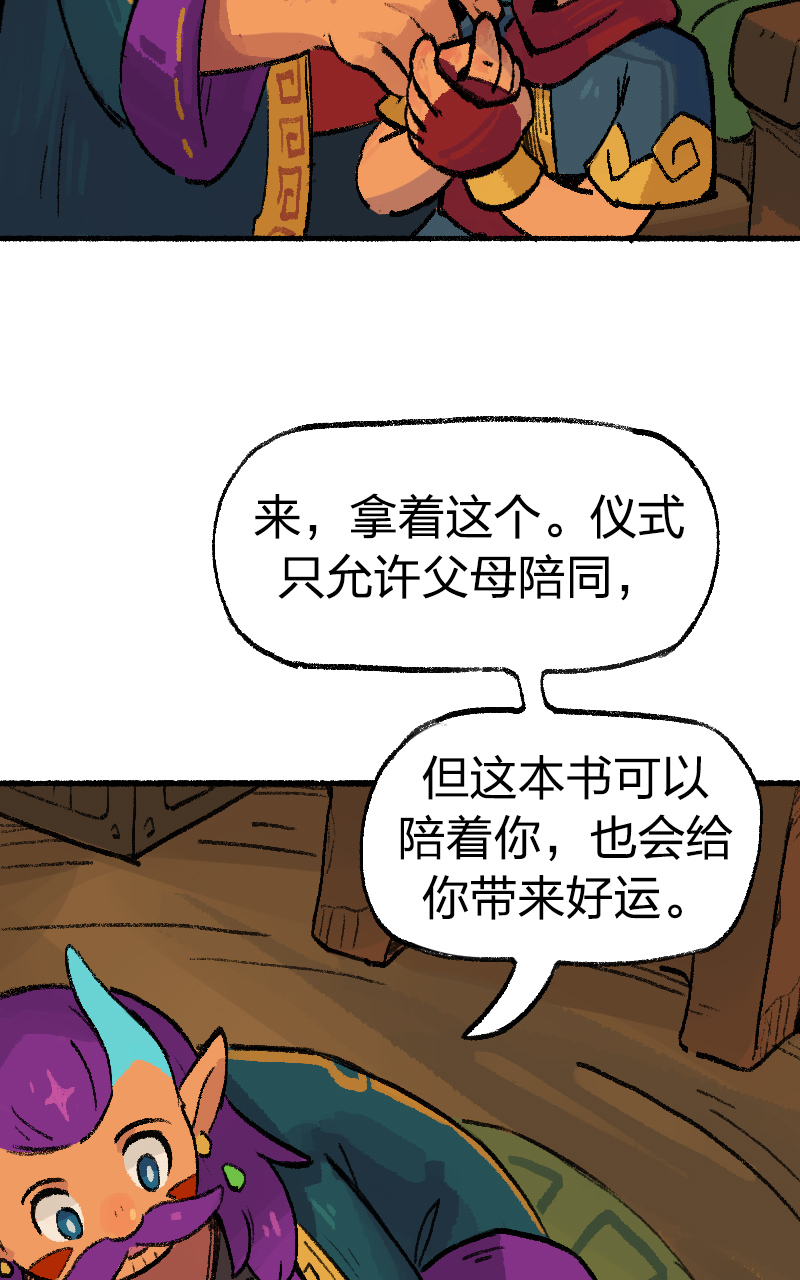 来，拿着这个。仪式
只允许父母陪同，
但这本书可以
陪着你，也会给
你带来好运。